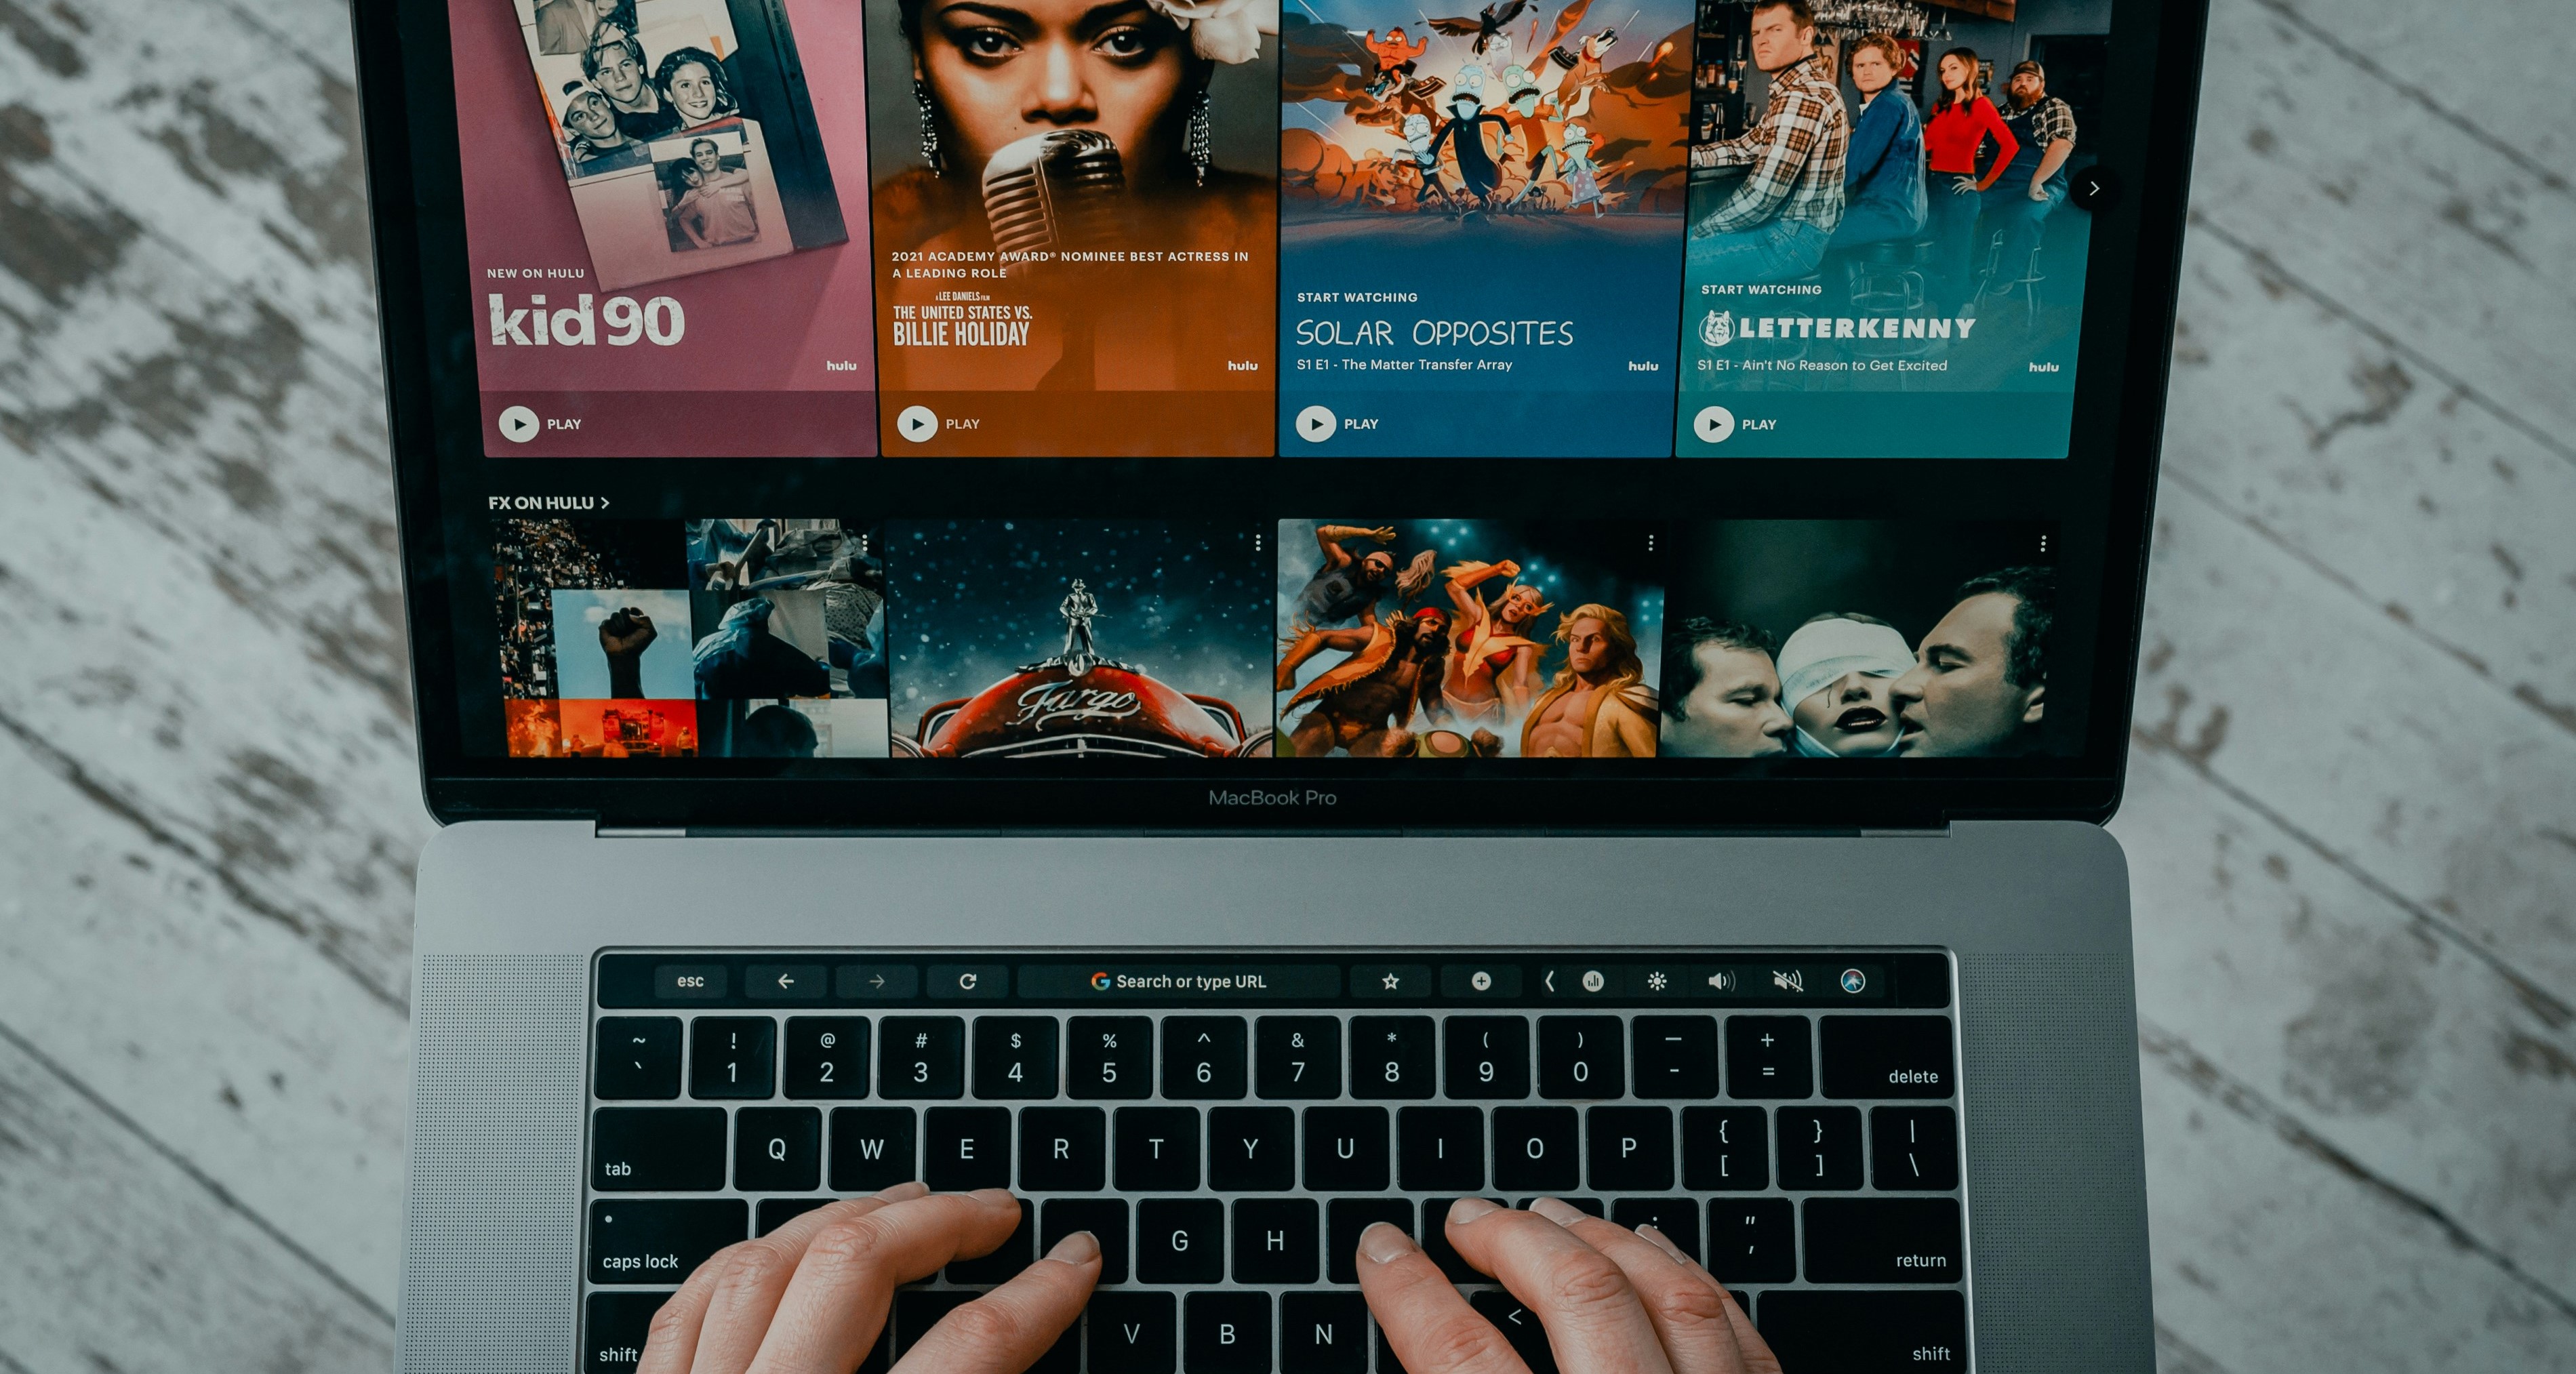 NEW ON HULU
kid 90
hulu
PLAY
2021 ACADEMY AWARD® NOMINEE BEST ACTRESS IN
A LEADING ROLE
A LEE DANIELS FILM
THE UNITED STATES VS.
BILLIE HOLIDAY
hulu
PLAY
START WATCHING
SOLAR OPPOSITES
S1 E1 - The Matter Transfer Array
hulu
PLAY
START WATCHING
LETTERKENNY
S1 E1 - Ain't No Reason to Get Excited
hulu
PLAY
FX ON HULU >
Fargo
MacBook Pro
esc
G Search or type URL
~ ! @ # $ % ^ & * ( ) — +
` 1 2 3 4 5 6 7 8 9 0 - =
delete
tab Q W E R T Y U I O P { [ } ] | \
caps lock G H : " ' return
shift V B N < shift